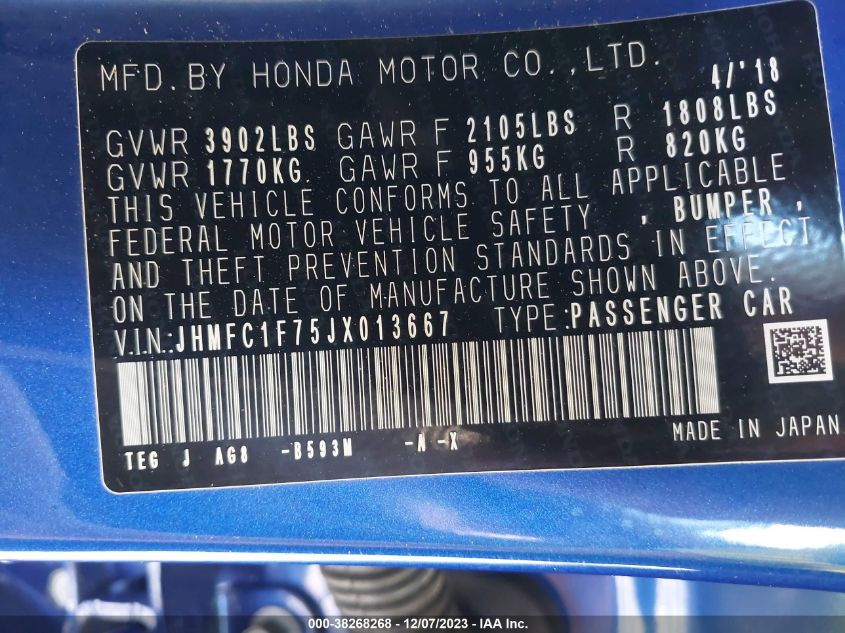 MFD. BY HONDA MOTOR CO., LTD. 4/'18
GVWR 3902LBS GAWR F 2105LBS R 1808LBS
GVWR 1770KG GAWR F 955KG R 820KG
THIS VEHICLE CONFORMS TO ALL APPLICABLE
FEDERAL MOTOR VEHICLE SAFETY , BUMPER ,
AND THEFT PREVENTION STANDARDS IN EFFECT
ON THE DATE OF MANUFACTURE SHOWN ABOVE.
V.I.N.: JHMFC1F75JX013667 TYPE:PASSENGER CAR
TEG J AG8 -B593M -A -X
MADE IN JAPAN
000-38268268 - 12/07/2023 - IAA Inc.